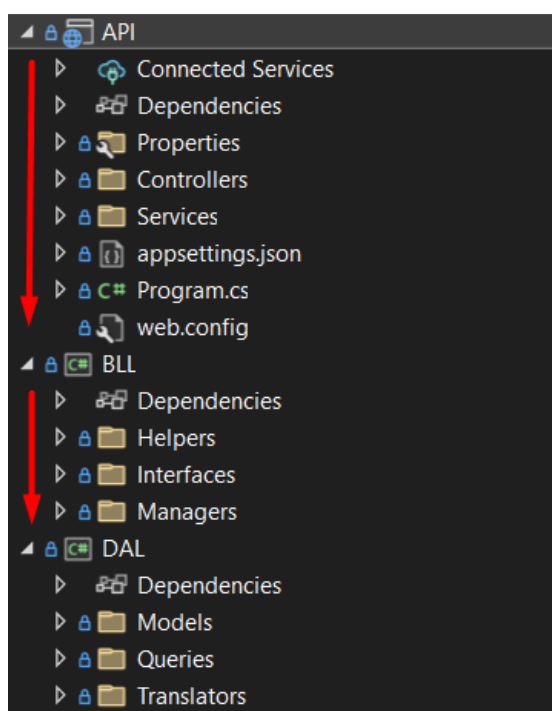 API
Connected Services
Dependencies
Properties
Controllers
Services
appsettings.json
C# Program.cs
web.config
C# BLL
Dependencies
Helpers
Interfaces
Managers
C# DAL
Dependencies
Models
Queries
Translators